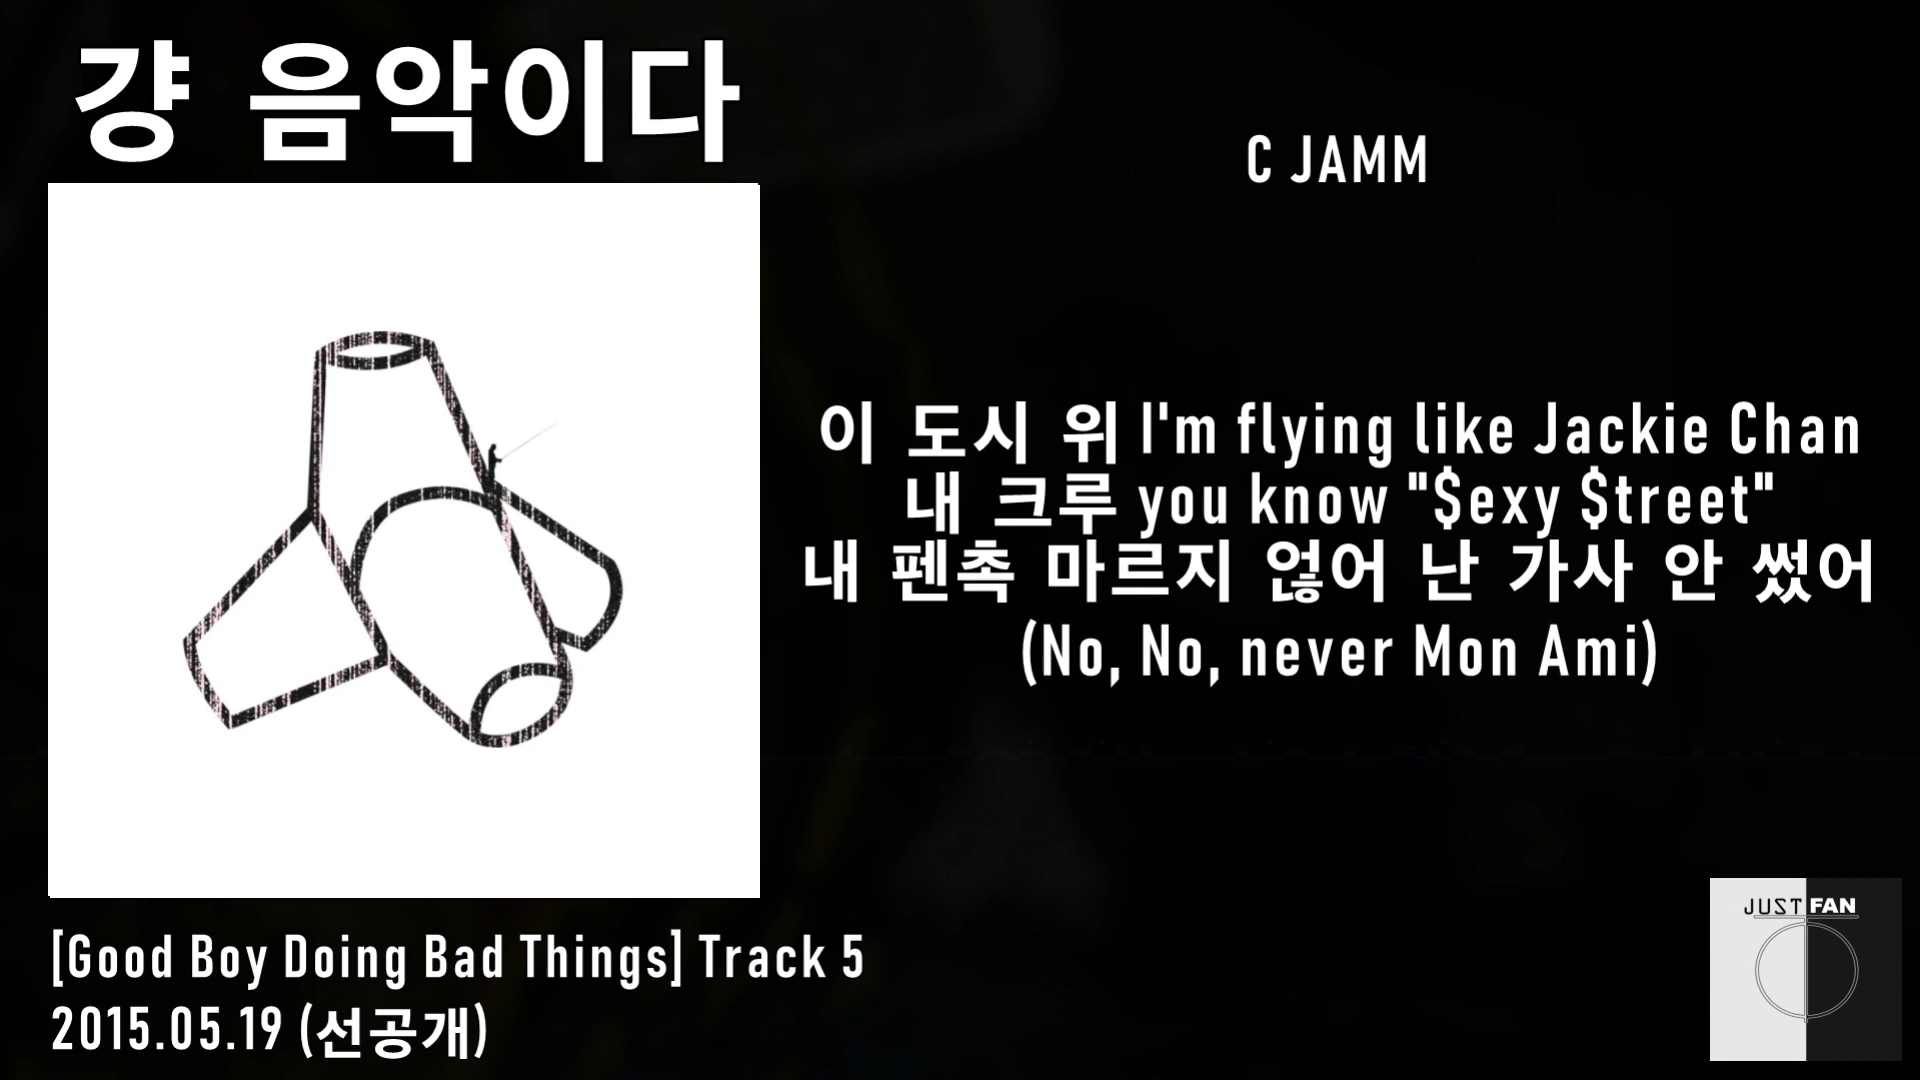 걍 음악이다
C JAMM
이 도시 위 I'm flying like Jackie Chan
내 크루 you know "$exy $treet"
내 펜촉 마르지 않어 난 가사 안 썼어
(No, No, never Mon Ami)
[Good Boy Doing Bad Things] Track 5
2015.05.19 (선공개)
JUST FAN